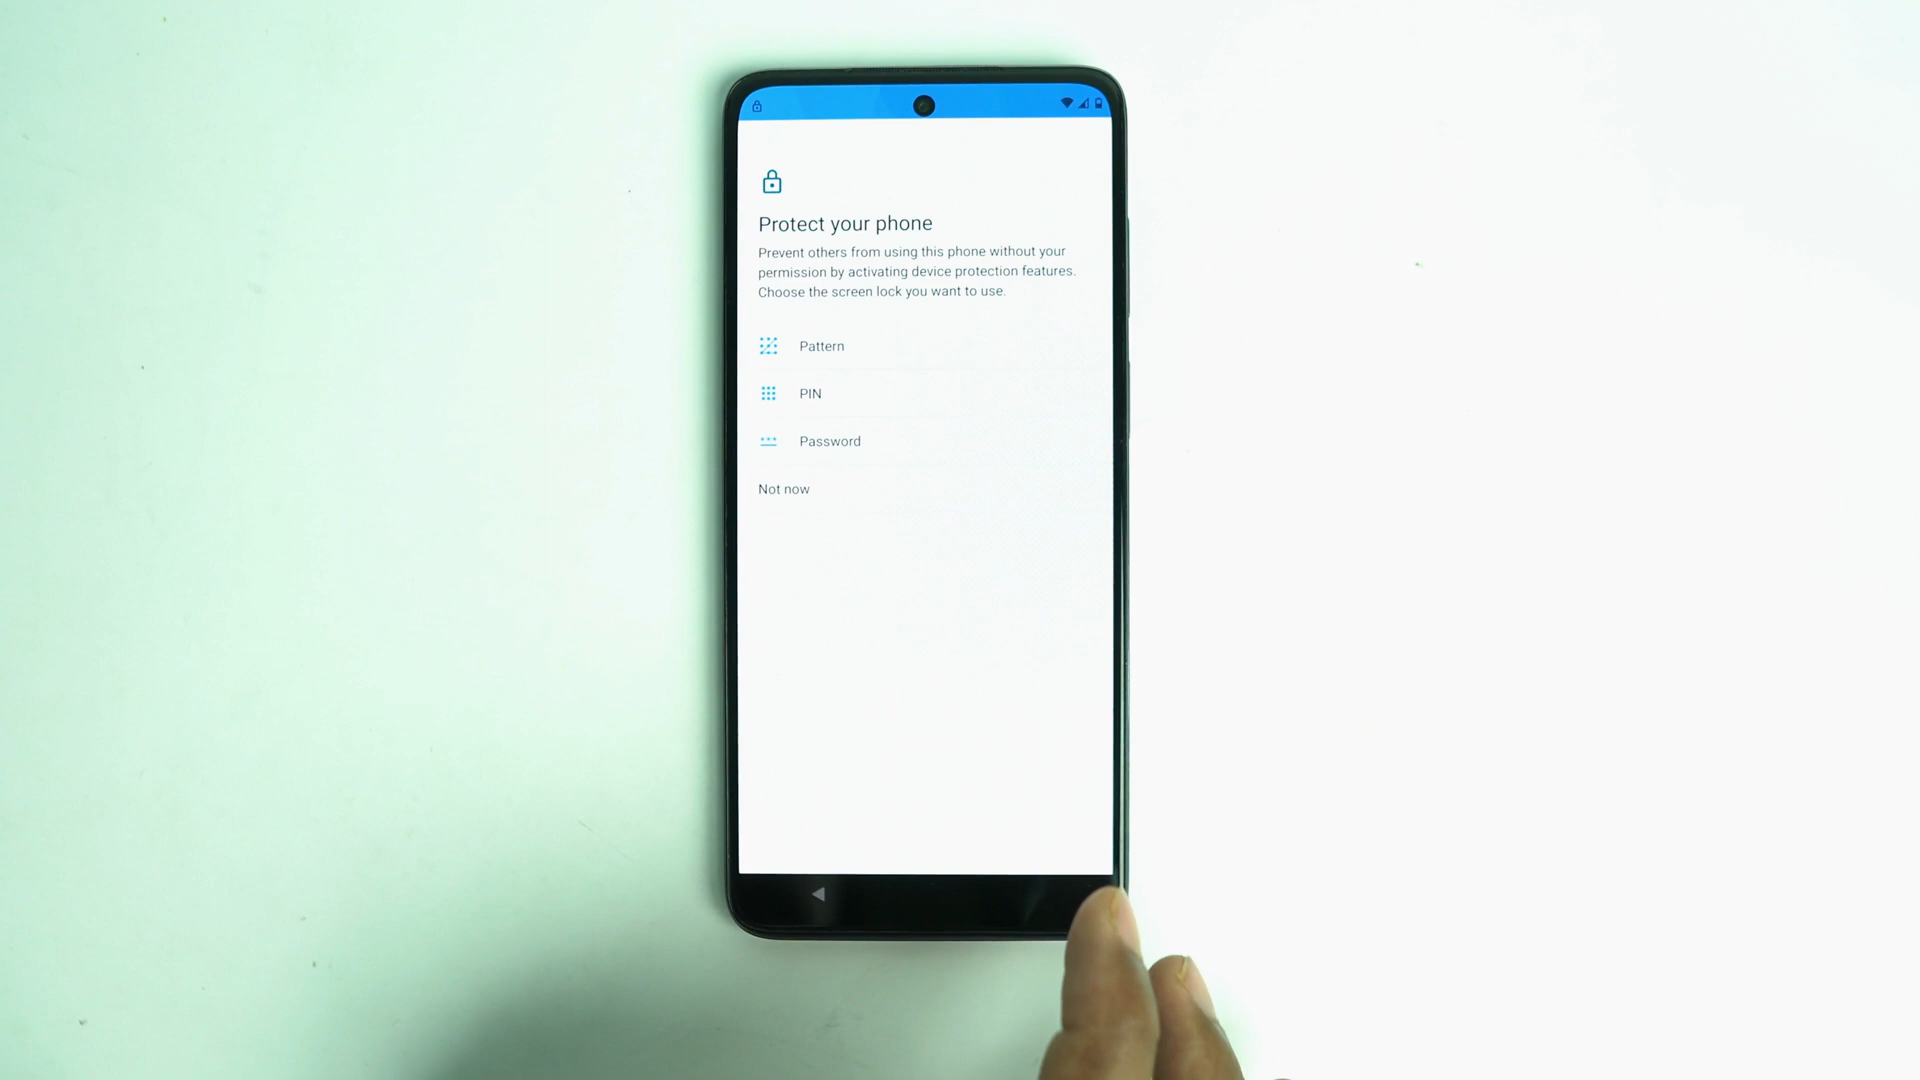 Protect your phone
Prevent others from using this phone without your
permission by activating device protection features.
Choose the screen lock you want to use.
Pattern
PIN
Password
Not now